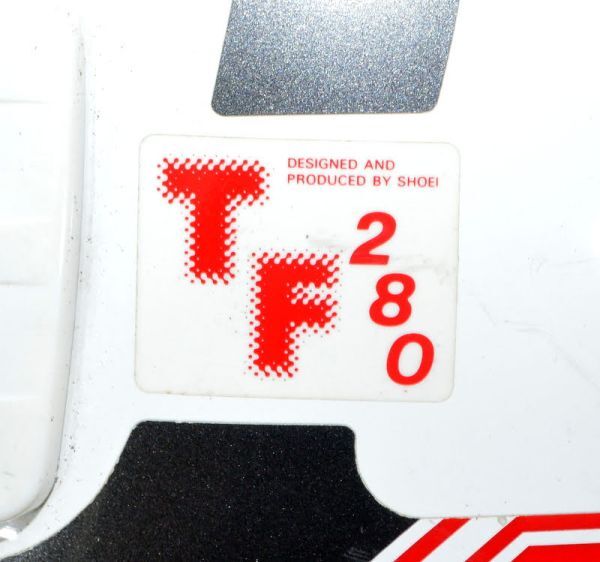 DESIGNED AND
PRODUCED BY SHOEI
TF
280